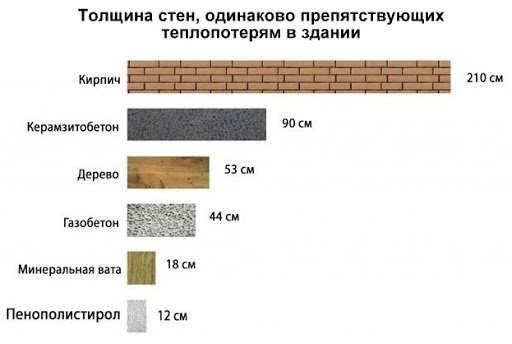 Толщина стен, одинаково препятствующих
теплопотерям в здании
Кирпич 210 см
Керамзитобетон 90 см
Дерево 53 см
Газобетон 44 см
Минеральная вата 18 см
Пенополистирол 12 см